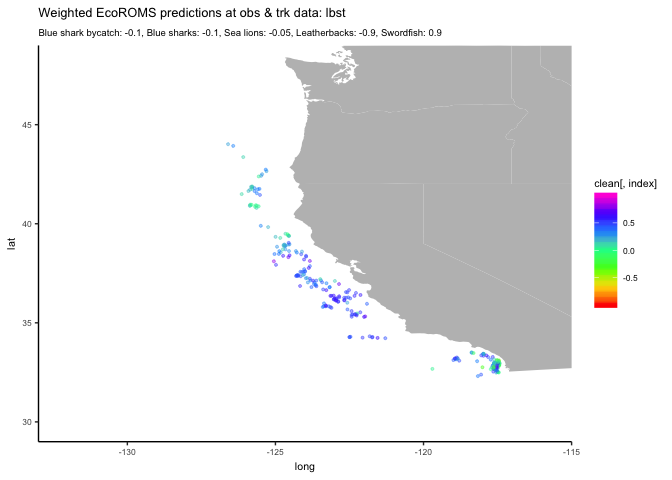 Weighted EcoROMS predictions at obs & trk data: lbst
Blue shark bycatch: -0.1, Blue sharks: -0.1, Sea lions: -0.05, Leatherbacks: -0.9, Swordfish: 0.9
45
40
35
30
lat
-130
-125
-120
-115
long
clean[, index]
0.5
0.0
-0.5